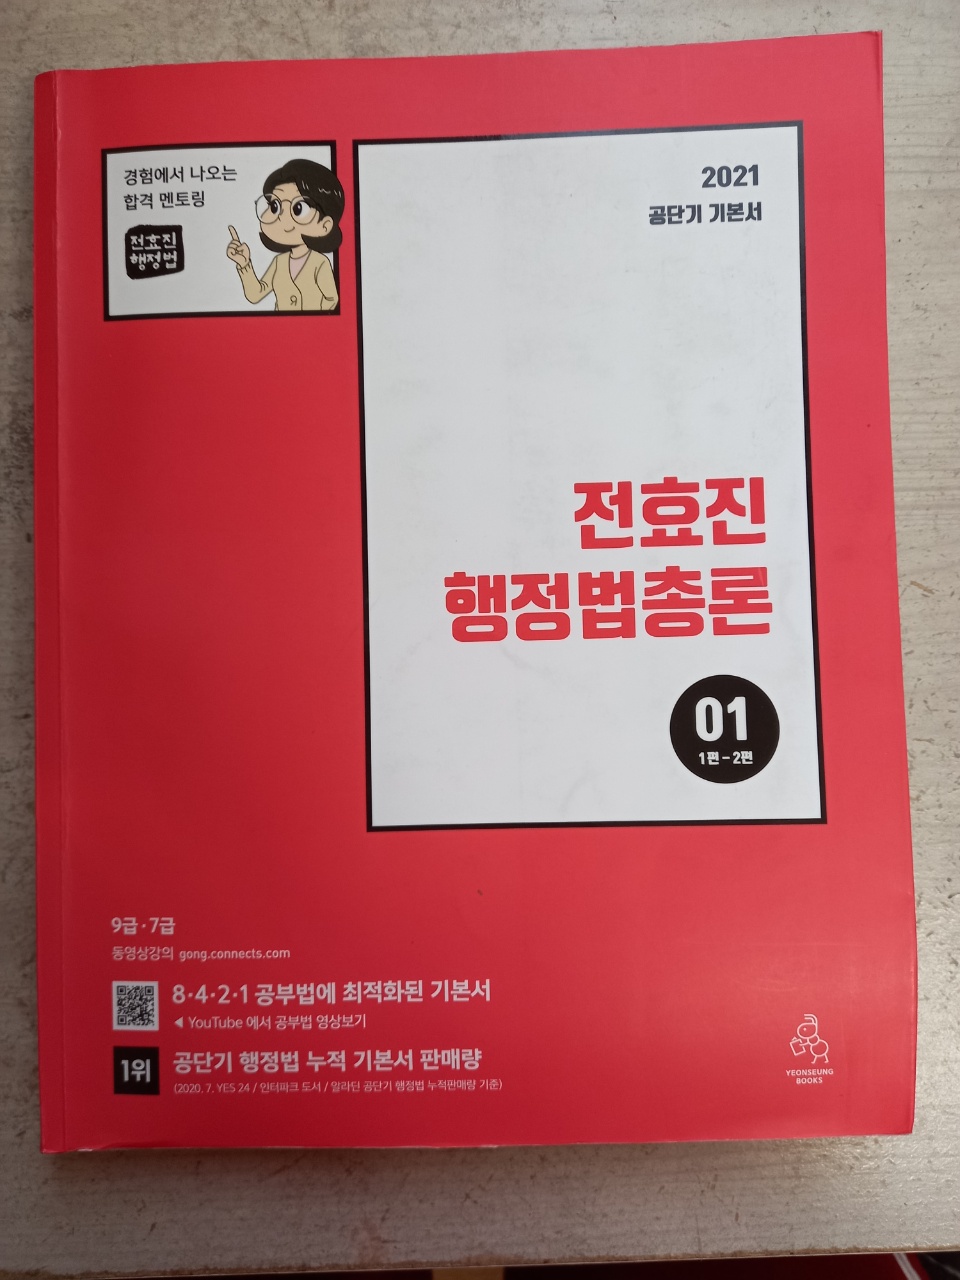 경험에서 나오는
합격 멘토링
전효진
행정법
2021
공단기 기본서
전효진
행정법총론
01
1편-2편
9급·7급
동영상강의 gong.connects.com
8·4·2·1 공부법에 최적화된 기본서
◀ YouTube 에서 공부법 영상보기
1위
공단기 행정법 누적 기본서 판매량
(2020. 7. YES 24 / 인터파크 도서 / 알라딘 공단기 행정법 누적판매량 기준)
YEONSEUNG
BOOKS